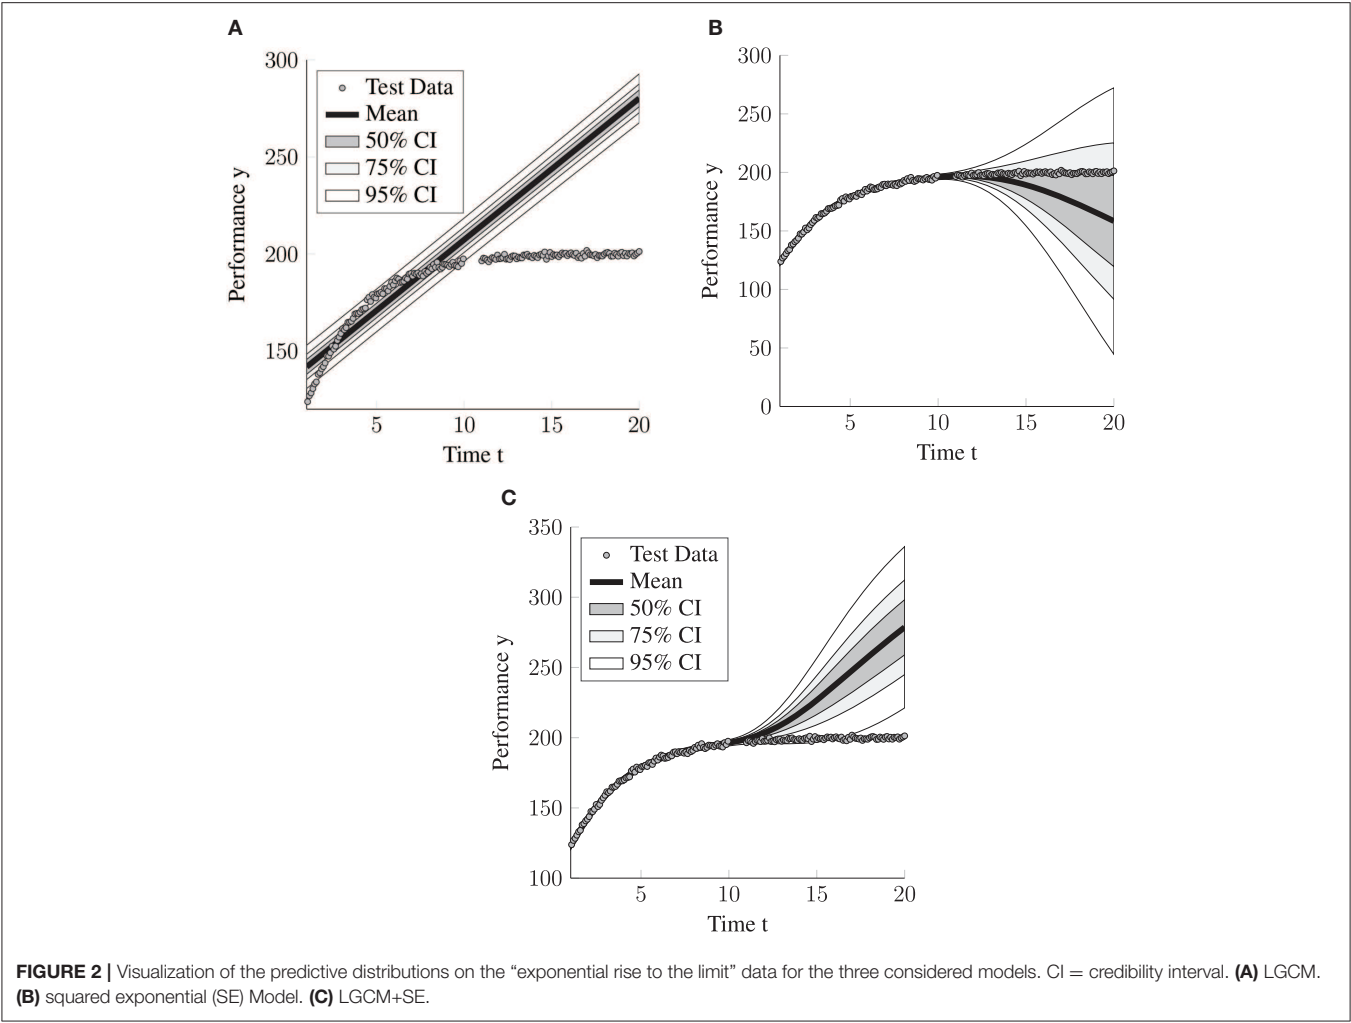 A
300
250
200
150
5
10
15
20
Performance y
Time t
Test Data
Mean
50% CI
75% CI
95% CI
B
300
250
200
150
100
50
0
5
10
15
20
Performance y
Time t
C
350
300
250
200
150
100
5
10
15
20
Performance y
Time t
Test Data
Mean
50% CI
75% CI
95% CI
FIGURE 2 | Visualization of the predictive distributions on the “exponential rise to the limit” data for the three considered models. CI = credibility interval. (A) LGCM.
(B) squared exponential (SE) Model. (C) LGCM+SE.